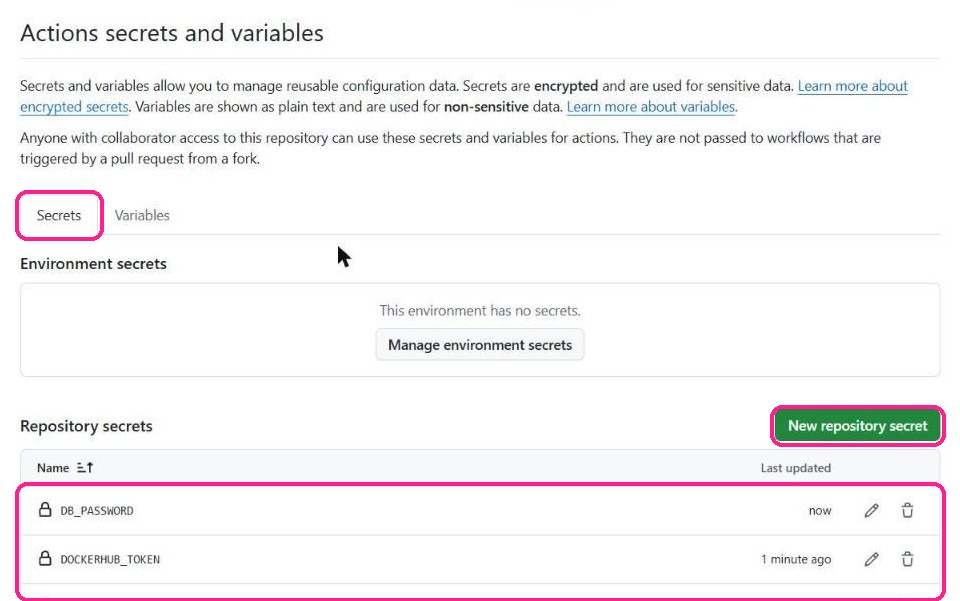 Actions secrets and variables
Secrets and variables allow you to manage reusable configuration data. Secrets are encrypted and are used for sensitive data. Learn more about
encrypted secrets. Variables are shown as plain text and are used for non-sensitive data. Learn more about variables.
Anyone with collaborator access to this repository can use these secrets and variables for actions. They are not passed to workflows that are
triggered by a pull request from a fork.
Secrets Variables
Environment secrets
This environment has no secrets.
Manage environment secrets
Repository secrets New repository secret
Name Last updated
DB_PASSWORD now
DOCKERHUB_TOKEN 1 minute ago